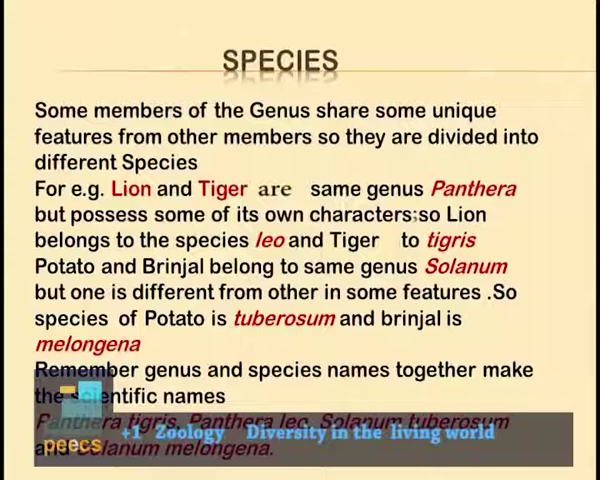 SPECIES
Some members of the Genus share some unique
features from other members so they are divided into
different Species
For e.g. Lion and Tiger are same genus Panthera
but possess some of its own characters;so Lion
belongs to the species leo and Tiger to tigris
Potato and Brinjal belong to same genus Solanum
but one is different from other in some features .So
species of Potato is tuberosum and brinjal is
melongena
Remember genus and species names together make
the scientific names
Panthera tigris, Panthera leo, Solanum tuberosum
and Solanum melongena.
peecs
+1 Zoology Diversity in the living world